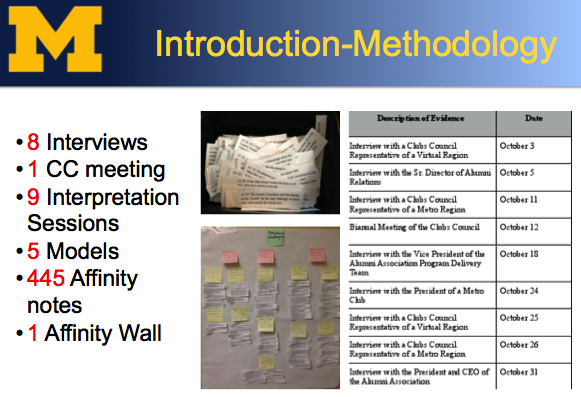 M
Introduction-Methodology
• 8 Interviews
• 1 CC meeting
• 9 Interpretation
Sessions
• 5 Models
• 445 Affinity
notes
• 1 Affinity Wall
Description of Evidence Date
Interview with a Clubs Council
Representative of a Virtual Region October 3
Interview with the Sr. Director of Alumni
Relations October 5
Interview with a Clubs Council
Representative of a Metro Region October 11
Biannual Meeting of the Clubs Council October 12
Interview with the Vice President of the
Alumni Association Program Delivery
Team October 18
Interview with the President of a Metro
Club October 24
Interview with a Clubs Council
Representative of a Virtual Region October 25
Interview with a Clubs Council
Representative of a Metro Region October 26
Interview with the President and CEO of
the Alumni Association October 31